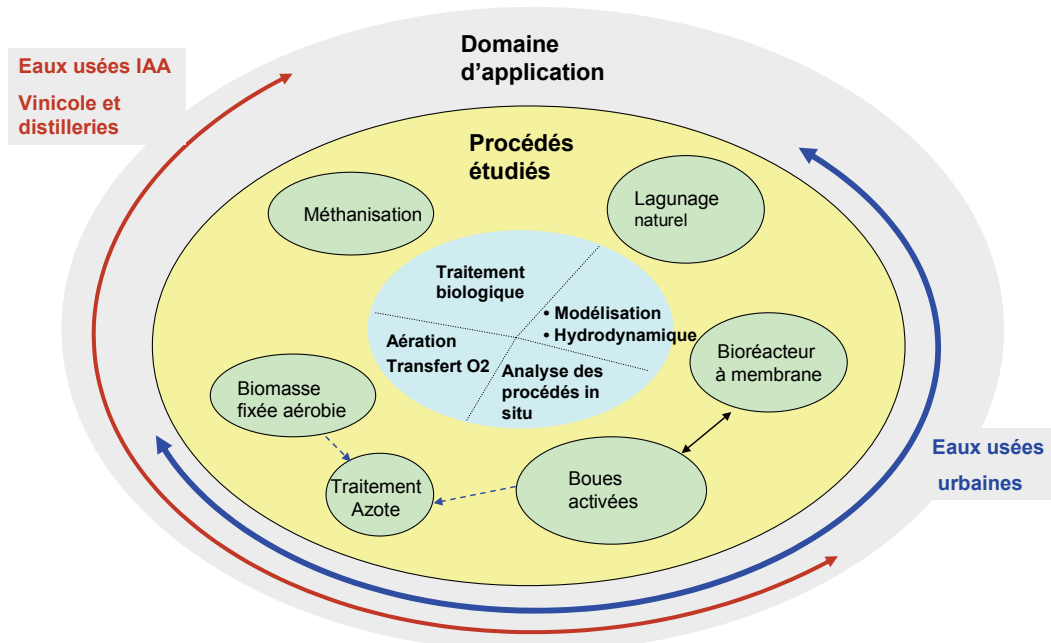 Domaine
d'application
Eaux usées IAA
Vinicole et
distilleries
Procédés
étudiés
Méthanisation
Lagunage
naturel
Traitement
biologique
• Modélisation
• Hydrodynamique
Aération
Transfert O2
Analyse des
procédés in
situ
Bioréacteur
à membrane
Biomasse
fixée aérobie
Traitement
Azote
Boues
activées
Eaux usées
urbaines